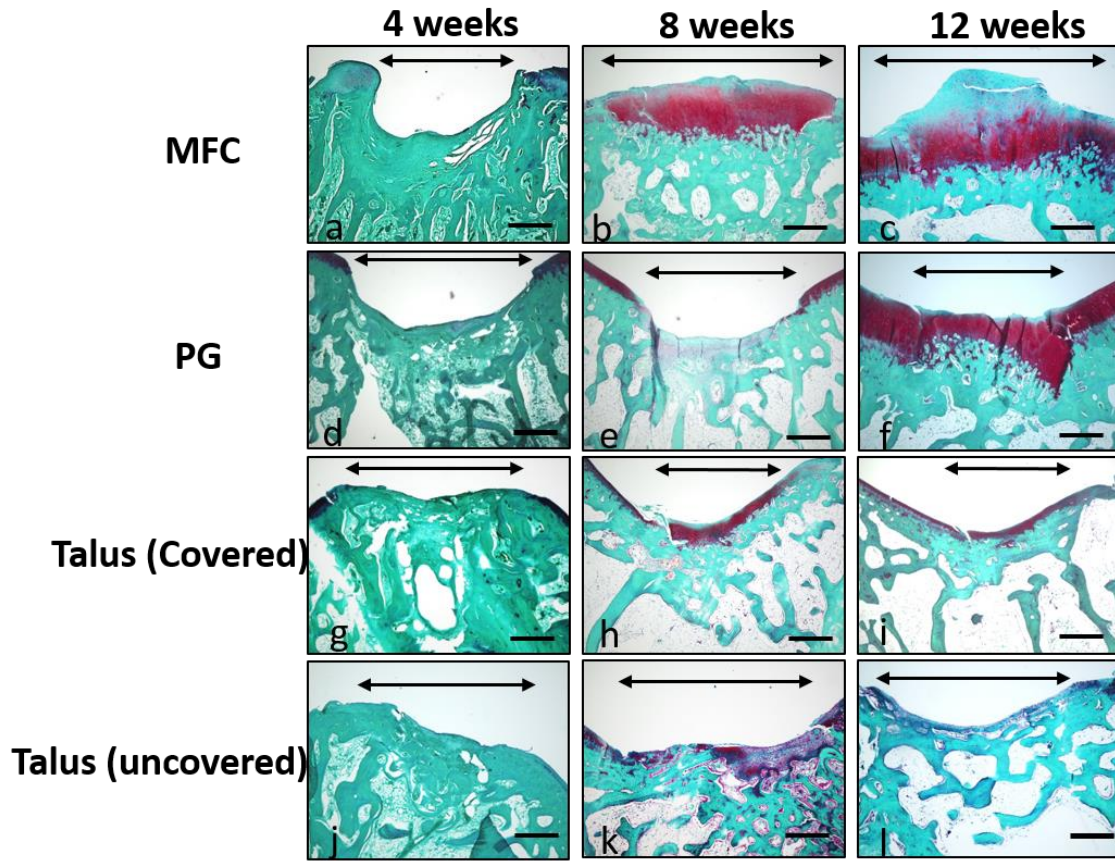 4 weeks 8 weeks 12 weeks
MFC
a b c
PG
d e f
Talus (Covered)
g h i
Talus (uncovered)
j k l